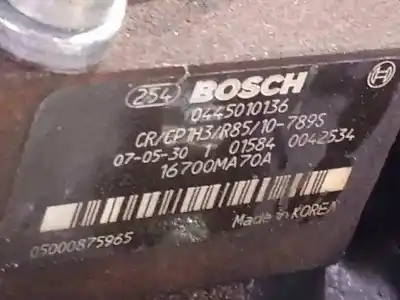 254 BOSCH
0445010136
CR/CP1H3/R85/10-789S
07-05-30 1 01584 0042534
16700MA70A
05000875965
Made in KOREA